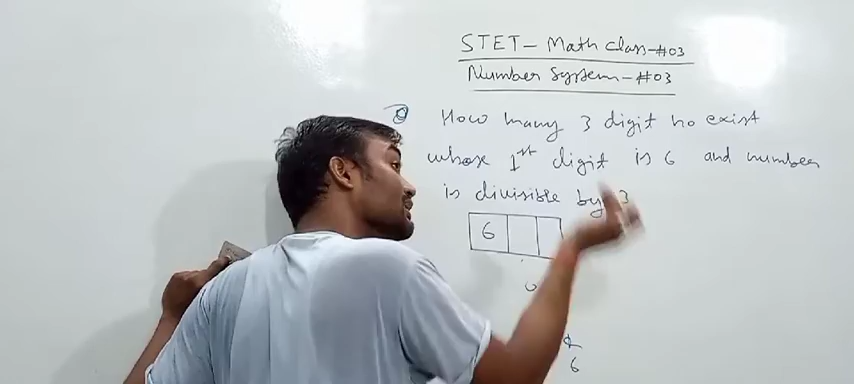 STET- Math class-#03
Number System-#03
How many 3 digit no exist
whose 1st digit is 6 and number
is divisible by 3
6
6